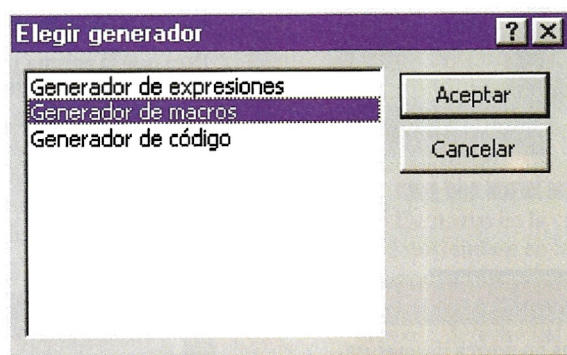 Elegir generador
Generador de expresiones
Generador de macros
Generador de código
Aceptar
Cancelar